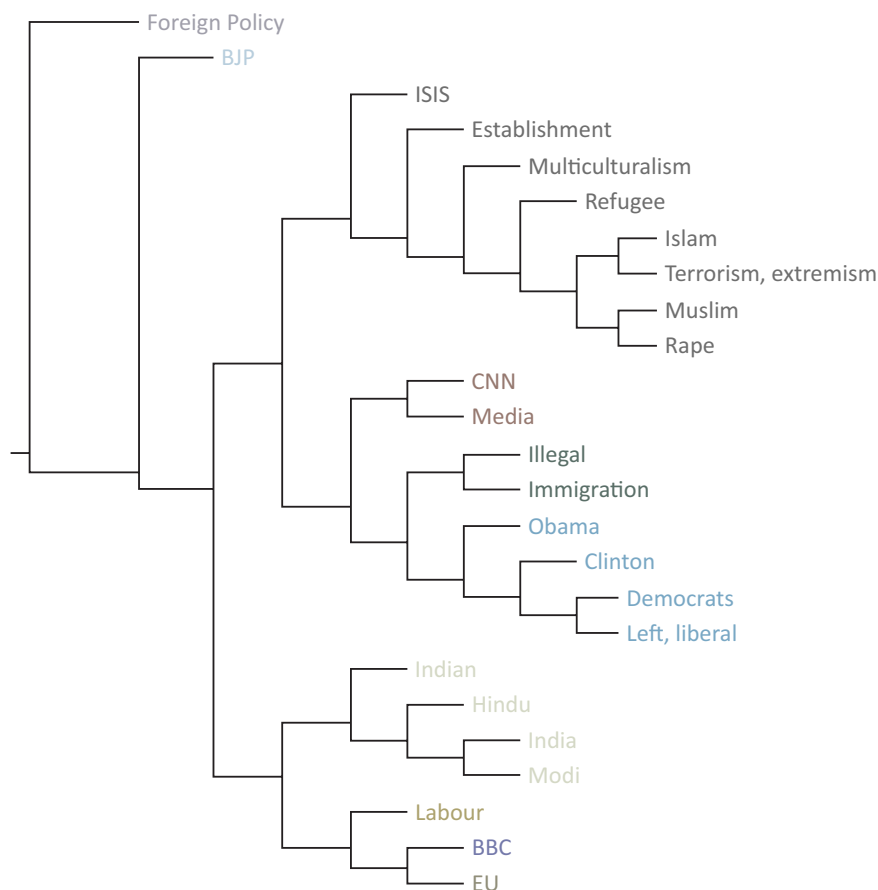 Foreign Policy
BJP
ISIS
Establishment
Multiculturalism
Refugee
Islam
Terrorism, extremism
Muslim
Rape
CNN
Media
Illegal
Immigration
Obama
Clinton
Democrats
Left, liberal
Indian
Hindu
India
Modi
Labour
BBC
EU